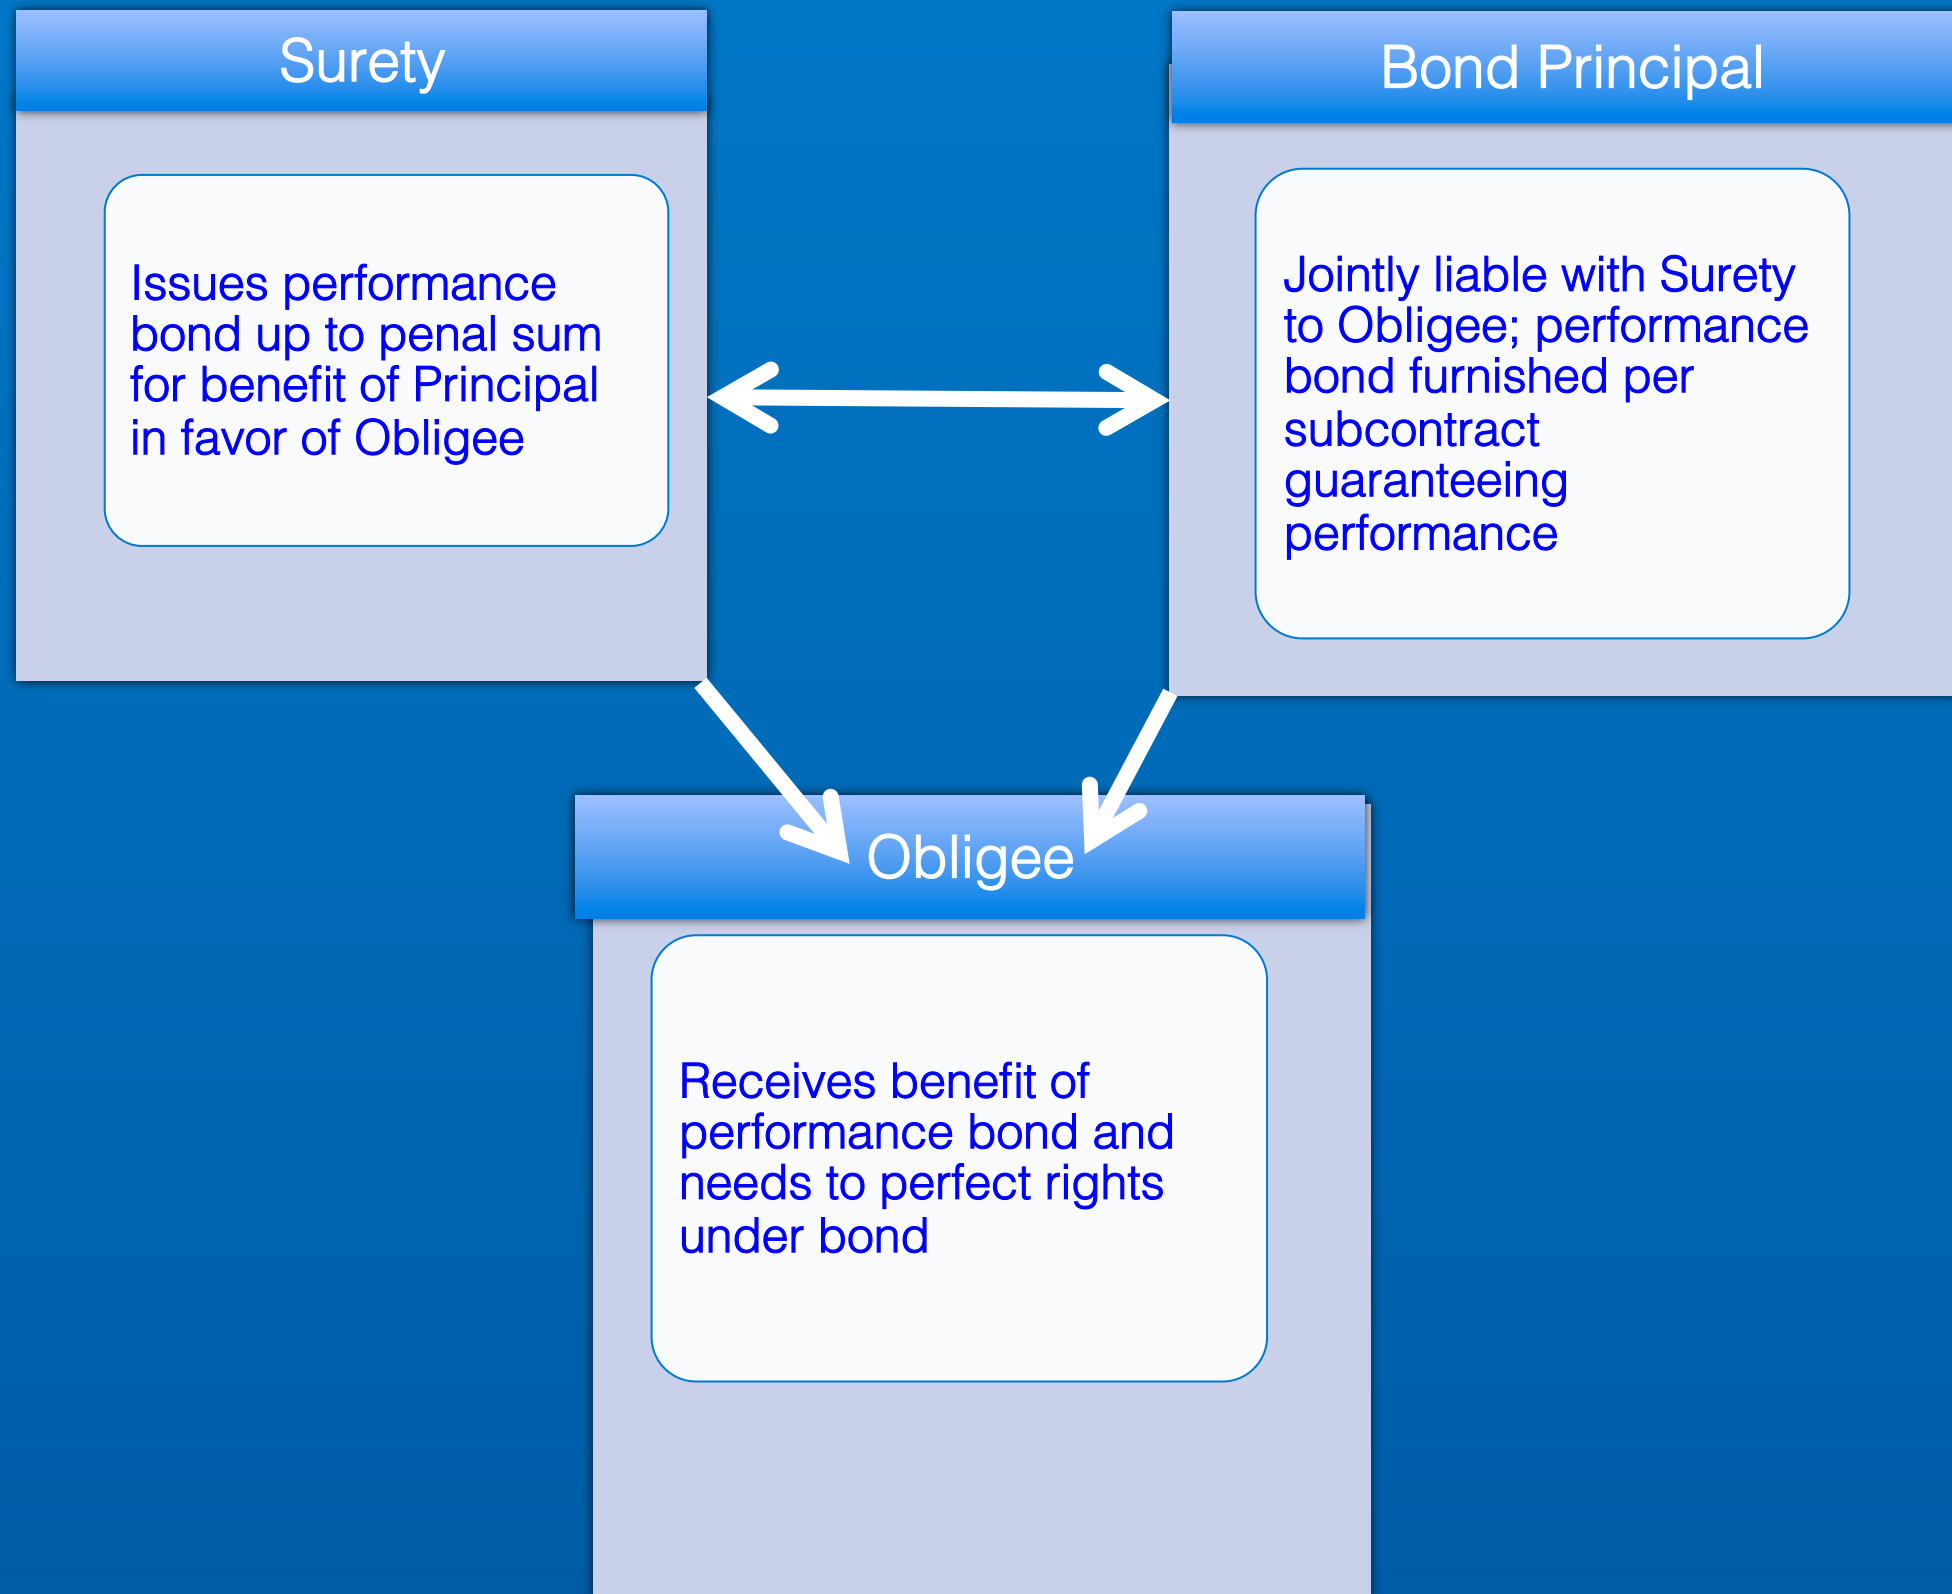 Surety
Issues performance
bond up to penal sum
for benefit of Principal
in favor of Obligee
Bond Principal
Jointly liable with Surety
to Obligee; performance
bond furnished per
subcontract
guaranteeing
performance
Obligee
Receives benefit of
performance bond and
needs to perfect rights
under bond